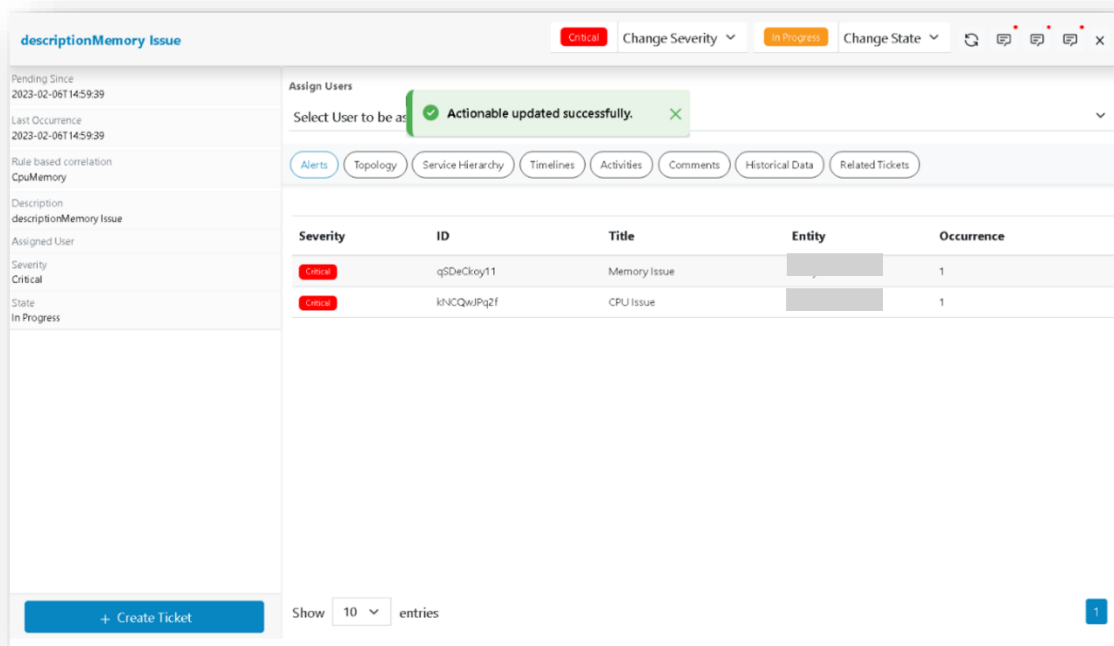 descriptionMemory Issue
Critical
Change Severity
In Progress
Change State
Pending Since
2023-02-06T14:59:39
Last Occurrence
2023-02-06T14:59:39
Rule based correlation
CpuMemory
Description
descriptionMemory Issue
Assigned User
Severity
Critical
State
In Progress
+ Create Ticket
Assign Users
Select User to be as
Actionable updated successfully.
Alerts Topology Service Hierarchy Timelines Activities Comments Historical Data Related Tickets
Severity ID Title Entity Occurrence
Critical qSDeCkoy11 Memory Issue 1
Critical kNCQwJPq2f CPU Issue 1
Show 10 entries
1